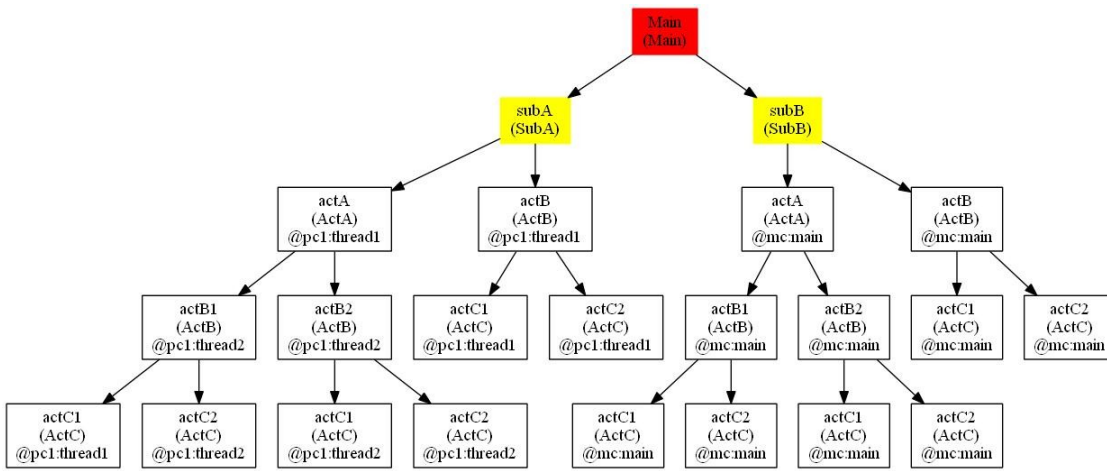 Main
(Main)
subA
(SubA)
subB
(SubB)
actA
(ActA)
@pc1:thread1
actB
(ActB)
@pc1:thread1
actA
(ActA)
@mc:main
actB
(ActB)
@mc:main
actB1
(ActB)
@pc1:thread2
actB2
(ActB)
@pc1:thread2
actC1
(ActC)
@pc1:thread1
actC2
(ActC)
@pc1:thread1
actB1
(ActB)
@mc:main
actB2
(ActB)
@mc:main
actC1
(ActC)
@mc:main
actC2
(ActC)
@mc:main
actC1
(ActC)
@pc1:thread1
actC2
(ActC)
@pc1:thread2
actC1
(ActC)
@pc1:thread2
actC2
(ActC)
@pc1:thread2
actC1
(ActC)
@mc:main
actC2
(ActC)
@mc:main
actC1
(ActC)
@mc:main
actC2
(ActC)
@mc:main